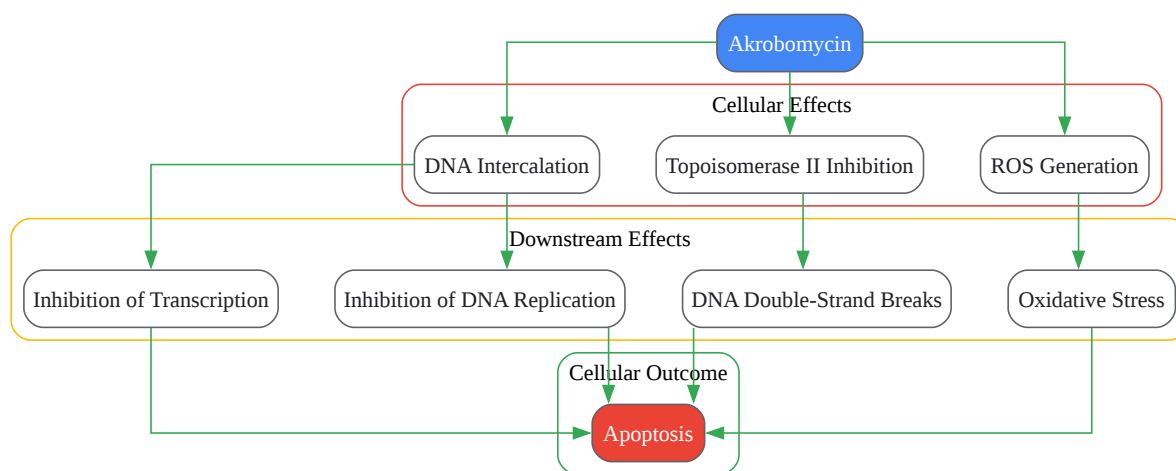 Akrobomycin
Cellular Effects
DNA Intercalation
Topoisomerase II Inhibition
ROS Generation
Downstream Effects
Inhibition of Transcription
Inhibition of DNA Replication
DNA Double-Strand Breaks
Oxidative Stress
Cellular Outcome
Apoptosis